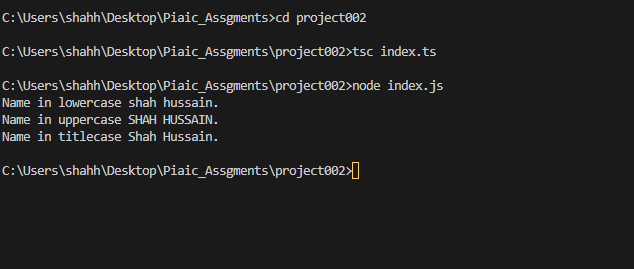 C:\Users\shahh\Desktop\Piaic_Assgments>cd project002
C:\Users\shahh\Desktop\Piaic_Assgments\project002>tsc index.ts
C:\Users\shahh\Desktop\Piaic_Assgments\project002>node index.js
Name in lowercase shah hussain.
Name in uppercase SHAH HUSSAIN.
Name in titlecase Shah Hussain.
C:\Users\shahh\Desktop\Piaic_Assgments\project002>